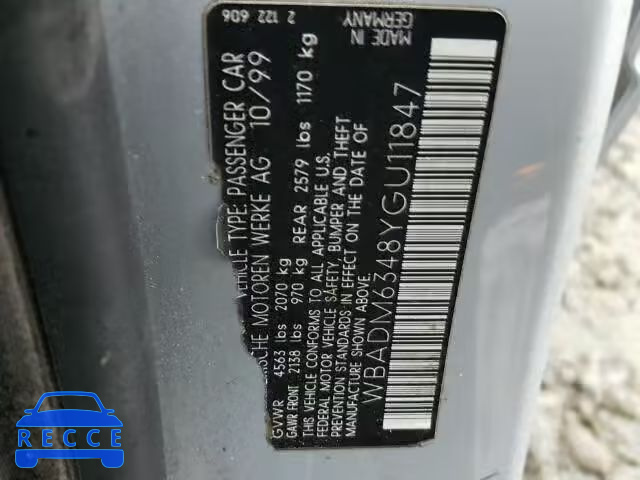 2 122 606
MADE IN
GERMANY
VEHICLE TYPE: PASSENGER CAR
MOTOREN WERKE AG 10/99
GVWR 4563 lbs 2070 kg
GAWR FRONT 2138 lbs 970 kg REAR 2579 lbs 1170 kg
THIS VEHICLE CONFORMS TO ALL APPLICABLE U.S.
FEDERAL MOTOR VEHICLE SAFETY, BUMPER AND THEFT
PREVENTION STANDARDS IN EFFECT ON THE DATE OF
MANUFACTURE SHOWN ABOVE.
WBADM6348YGU11847
RECCE